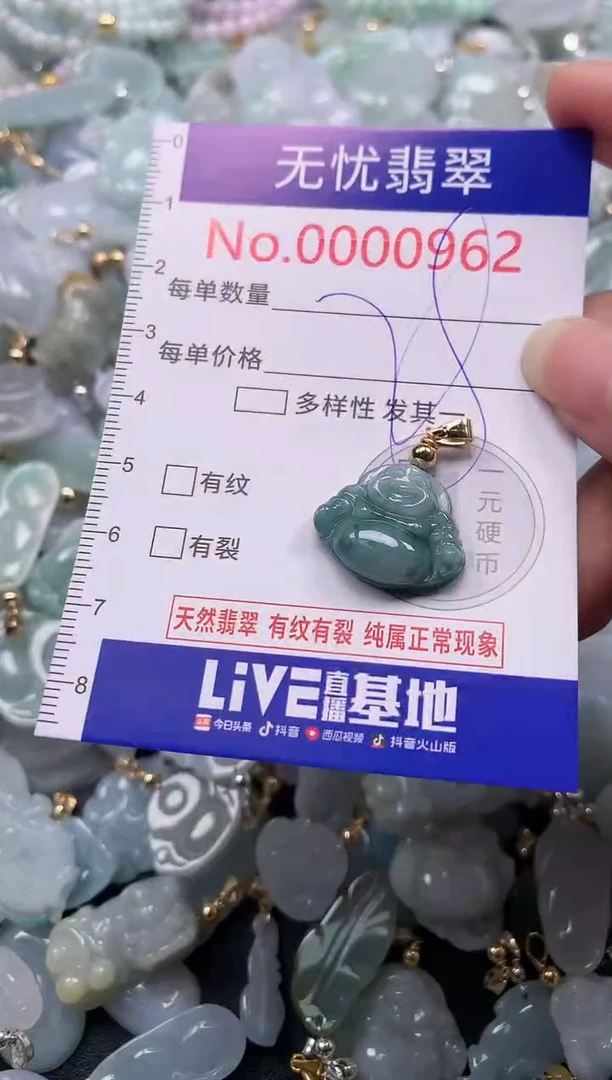 无忧翡翠
No.0000962
每单数量
每单价格
多样性 发其一
有纹
有裂
一元硬币
天然翡翠 有纹有裂 纯属正常现象
LiVE直播基地
今日头条 抖音 西瓜视频 抖音火山版
0
1
2
3
4
5
6
7
8